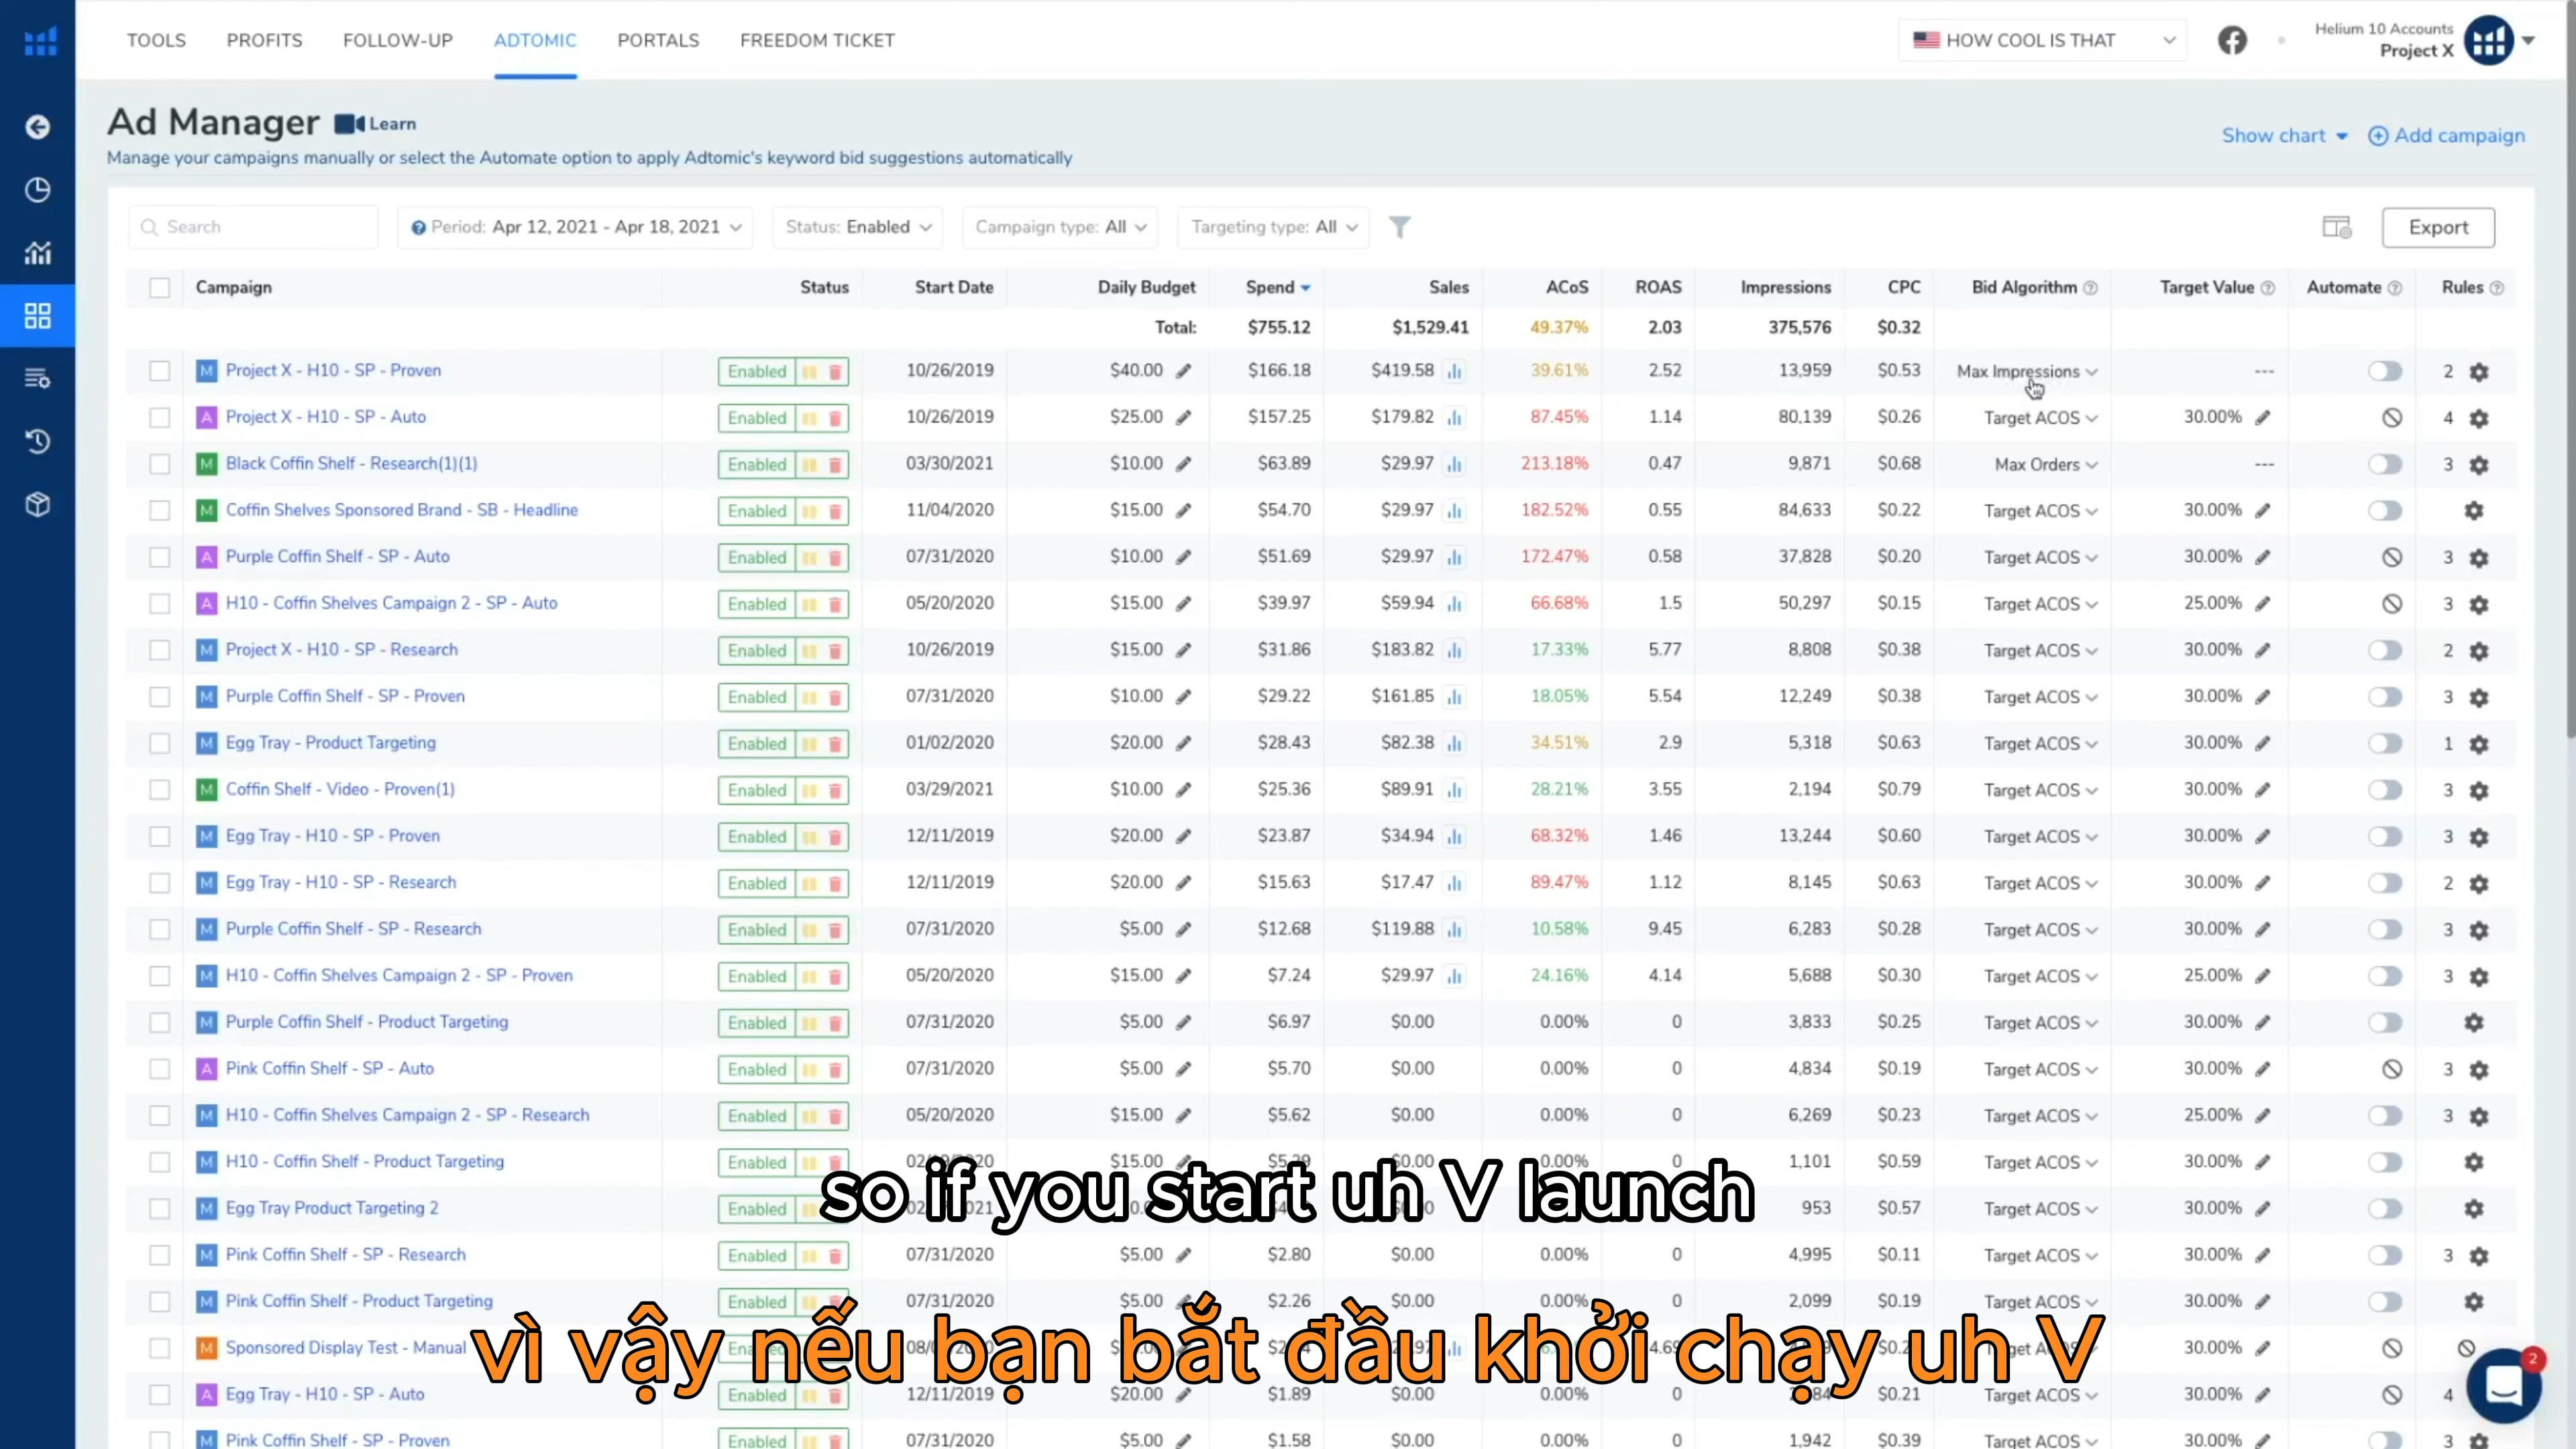 TOOLS PROFITS FOLLOW-UP ADTOMIC PORTALS FREEDOM TICKET HOW COOL IS THAT Helium 10 Accounts
Project X
Ad Manager Learn
Show chart Add campaign
Manage your campaigns manually or select the Automate option to apply Adtomic's keyword bid suggestions automatically
Search Period: Apr 12, 2021 - Apr 18, 2021 Status: Enabled Campaign type: All Targeting type: All Export
Campaign Status Start Date Daily Budget Spend Sales ACoS ROAS Impressions CPC Bid Algorithm Target Value Automate Rules
Total: $755.12 $1,529.41 49.37% 2.03 375,576 $0.32
M Project X - H10 - SP - Proven Enabled 10/26/2019 $40.00 $166.18 $419.58 39.61% 2.52 13,959 $0.53 Max Impressions --- 2
A Project X - H10 - SP - Auto Enabled 10/26/2019 $25.00 $157.25 $179.82 87.45% 1.14 80,139 $0.26 Target ACOS 30.00% 4
M Black Coffin Shelf - Research(1)(1) Enabled 03/30/2021 $10.00 $63.89 $29.97 213.18% 0.47 9,871 $0.68 Max Orders --- 3
M Coffin Shelves Sponsored Brand - SB - Headline Enabled 11/04/2020 $15.00 $54.70 $29.97 182.52% 0.55 84,633 $0.22 Target ACOS 30.00%
A Purple Coffin Shelf - SP - Auto Enabled 07/31/2020 $10.00 $51.69 $29.97 172.47% 0.58 37,828 $0.20 Target ACOS 30.00% 3
A H10 - Coffin Shelves Campaign 2 - SP - Auto Enabled 05/20/2020 $15.00 $39.97 $59.94 66.68% 1.5 50,297 $0.15 Target ACOS 25.00% 3
M Project X - H10 - SP - Research Enabled 10/26/2019 $15.00 $31.86 $183.82 17.33% 5.77 8,808 $0.38 Target ACOS 30.00% 2
M Purple Coffin Shelf - SP - Proven Enabled 07/31/2020 $10.00 $29.22 $161.85 18.05% 5.54 12,249 $0.38 Target ACOS 30.00% 3
M Egg Tray - Product Targeting Enabled 01/02/2020 $20.00 $28.43 $82.38 34.51% 2.9 5,318 $0.63 Target ACOS 30.00% 1
M Coffin Shelf - Video - Proven(1) Enabled 03/29/2021 $10.00 $25.36 $89.91 28.21% 3.55 2,194 $0.79 Target ACOS 30.00% 3
M Egg Tray - H10 - SP - Proven Enabled 12/11/2019 $20.00 $23.87 $34.94 68.32% 1.46 13,244 $0.60 Target ACOS 30.00% 3
M Egg Tray - H10 - SP - Research Enabled 12/11/2019 $20.00 $15.63 $17.47 89.47% 1.12 8,145 $0.63 Target ACOS 30.00% 2
M Purple Coffin Shelf - SP - Research Enabled 07/31/2020 $5.00 $12.68 $119.88 10.58% 9.45 6,283 $0.28 Target ACOS 30.00% 3
M H10 - Coffin Shelves Campaign 2 - SP - Proven Enabled 05/20/2020 $15.00 $7.24 $29.97 24.16% 4.14 5,688 $0.30 Target ACOS 25.00% 3
M Purple Coffin Shelf - Product Targeting Enabled 07/31/2020 $5.00 $6.97 $0.00 0.00% 0 3,833 $0.25 Target ACOS 30.00%
A Pink Coffin Shelf - SP - Auto Enabled 07/31/2020 $5.00 $5.70 $0.00 0.00% 0 4,834 $0.19 Target ACOS 30.00% 3
M H10 - Coffin Shelves Campaign 2 - SP - Research Enabled 05/20/2020 $15.00 $5.62 $0.00 0.00% 0 6,269 $0.23 Target ACOS 25.00% 3
M H10 - Coffin Shelf - Product Targeting Enabled $15.00 $0.00 0.00% 0 1,101 $0.59 Target ACOS 30.00%
so if you start uh V launch
M Egg Tray Product Targeting 2 Enabled 953 $0.57 Target ACOS 30.00%
M Pink Coffin Shelf - SP - Research Enabled 07/31/2020 $5.00 $2.80 $0.00 0.00% 0 4,995 $0.11 Target ACOS 30.00% 3
M Pink Coffin Shelf - Product Targeting Enabled 07/31/2020 $5.00 $2.26 $0.00 0.00% 0 2,099 $0.19 Target ACOS 30.00%
vì vậy nếu bạn bắt đầu khởi chạy uh V
M Sponsored Display Test - Manual 30.00% 2
A Egg Tray - H10 - SP - Auto Enabled 12/11/2019 $20.00 $1.89 $0.00 0.00% 0 $0.21 Target ACOS 30.00% 4
M Pink Coffin Shelf - SP - Proven Enabled 07/31/2020 $5.00 $1.58 $0.00 0.00% 0 1,942 $0.39 Target ACOS 30.00% 3